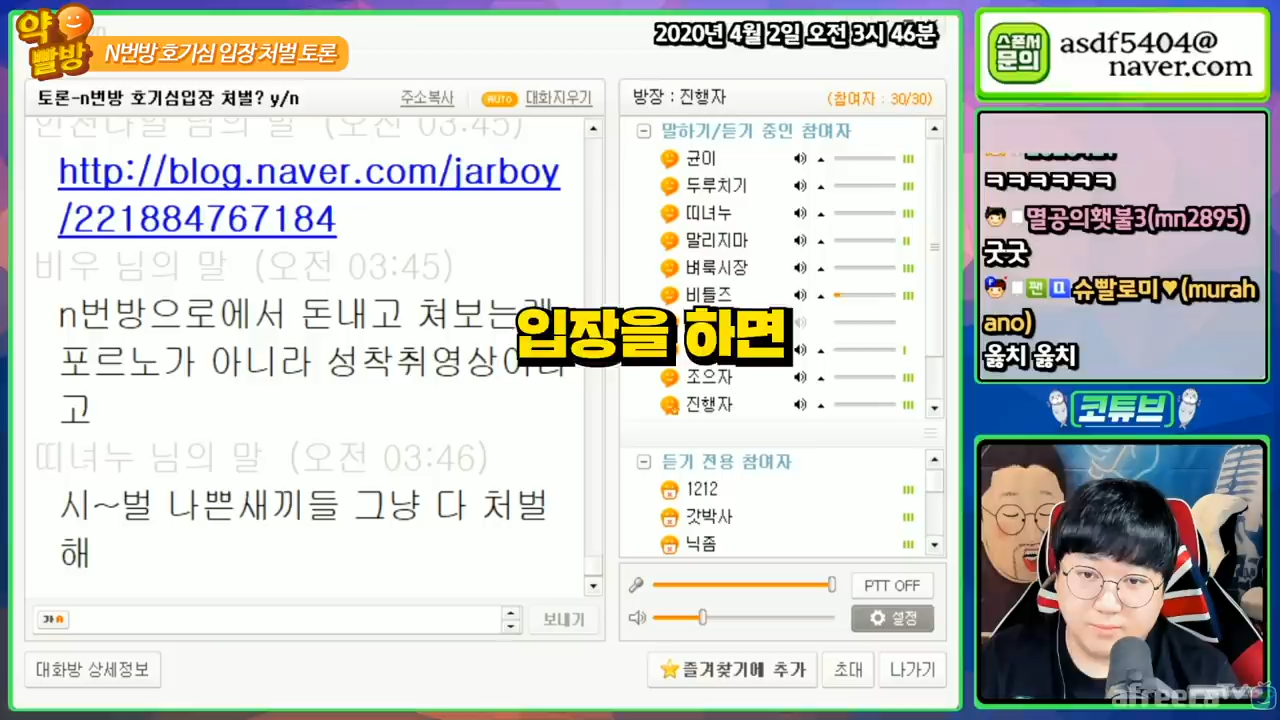 약
빨방
N번방 호기심 입장 처벌 토론
2020년 4월 2일 오전 3시 46분
토론-n번방 호기심입장 처벌? y/n
주소복사
AUTO
대화지우기
님의 말 (오전 03:45)
http://blog.naver.com/jarboy
/221884767184
비우 님의 말 (오전 03:45)
n번방으로에서 돈내고 쳐보는
포르노가 아니라 성착취영상이라
고
띠녀누 님의 말 (오전 03:46)
시~벌 나쁜새끼들 그냥 다 처벌
해
가A
보내기
대화방 상세정보
방장 : 진행자
(참여자 : 30/30)
말하기/듣기 중인 참여자
균이
두루치기
띠녀누
말리지마
벼룩시장
비틀즈
조으자
진행자
듣기 전용 참여자
1212
갓박사
닉좀
PTT OFF
설정
즐겨찾기에 추가
초대
나가기
입장을 하면
스폰서
문의
asdf5404@
naver.com
ㅋㅋㅋㅋㅋㅋ
멸공의횃불3(mn2895)
굿굿
팬
슈빨로미♥(murah
ano)
옳치 옳치
코튜브
afreecaTV